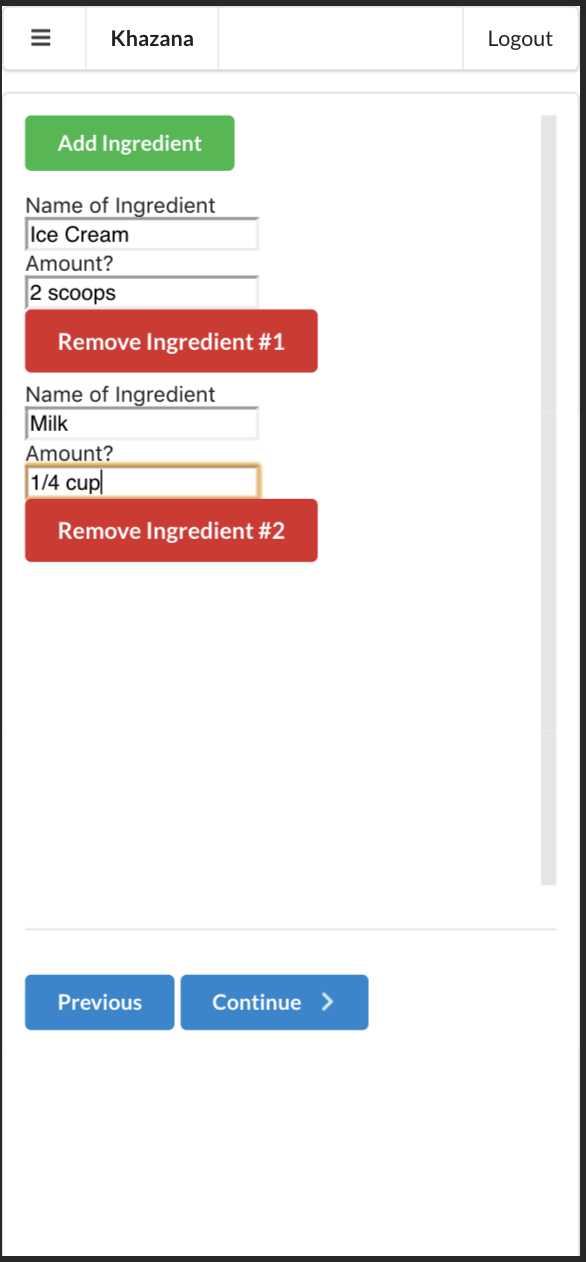 Khazana Logout
Add Ingredient
Name of Ingredient
Ice Cream
Amount?
2 scoops
Remove Ingredient #1
Name of Ingredient
Milk
Amount?
1/4 cup
Remove Ingredient #2
Previous Continue